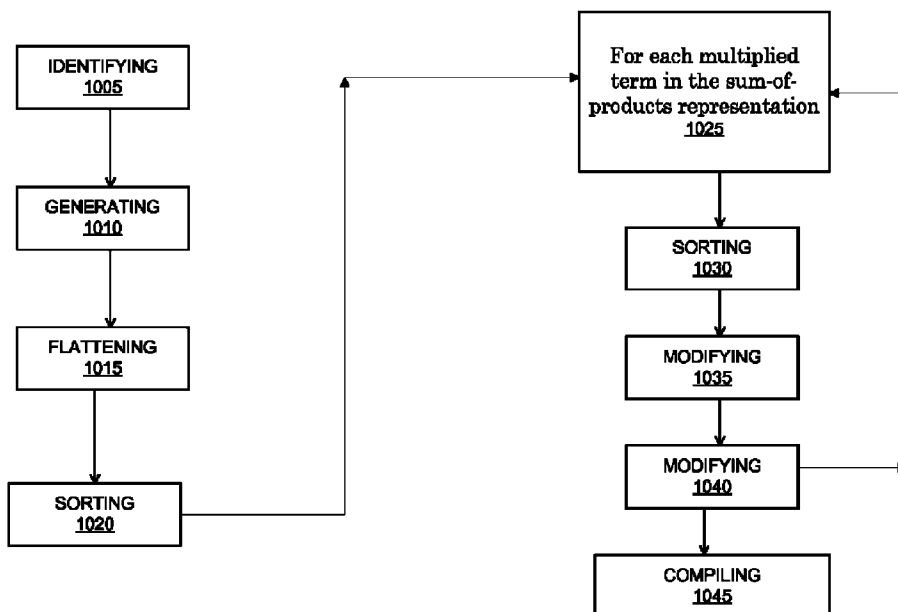 IDENTIFYING
1005
GENERATING
1010
FLATTENING
1015
SORTING
1020
For each multiplied
term in the sum-of-
products representation
1025
SORTING
1030
MODIFYING
1035
MODIFYING
1040
COMPILING
1045